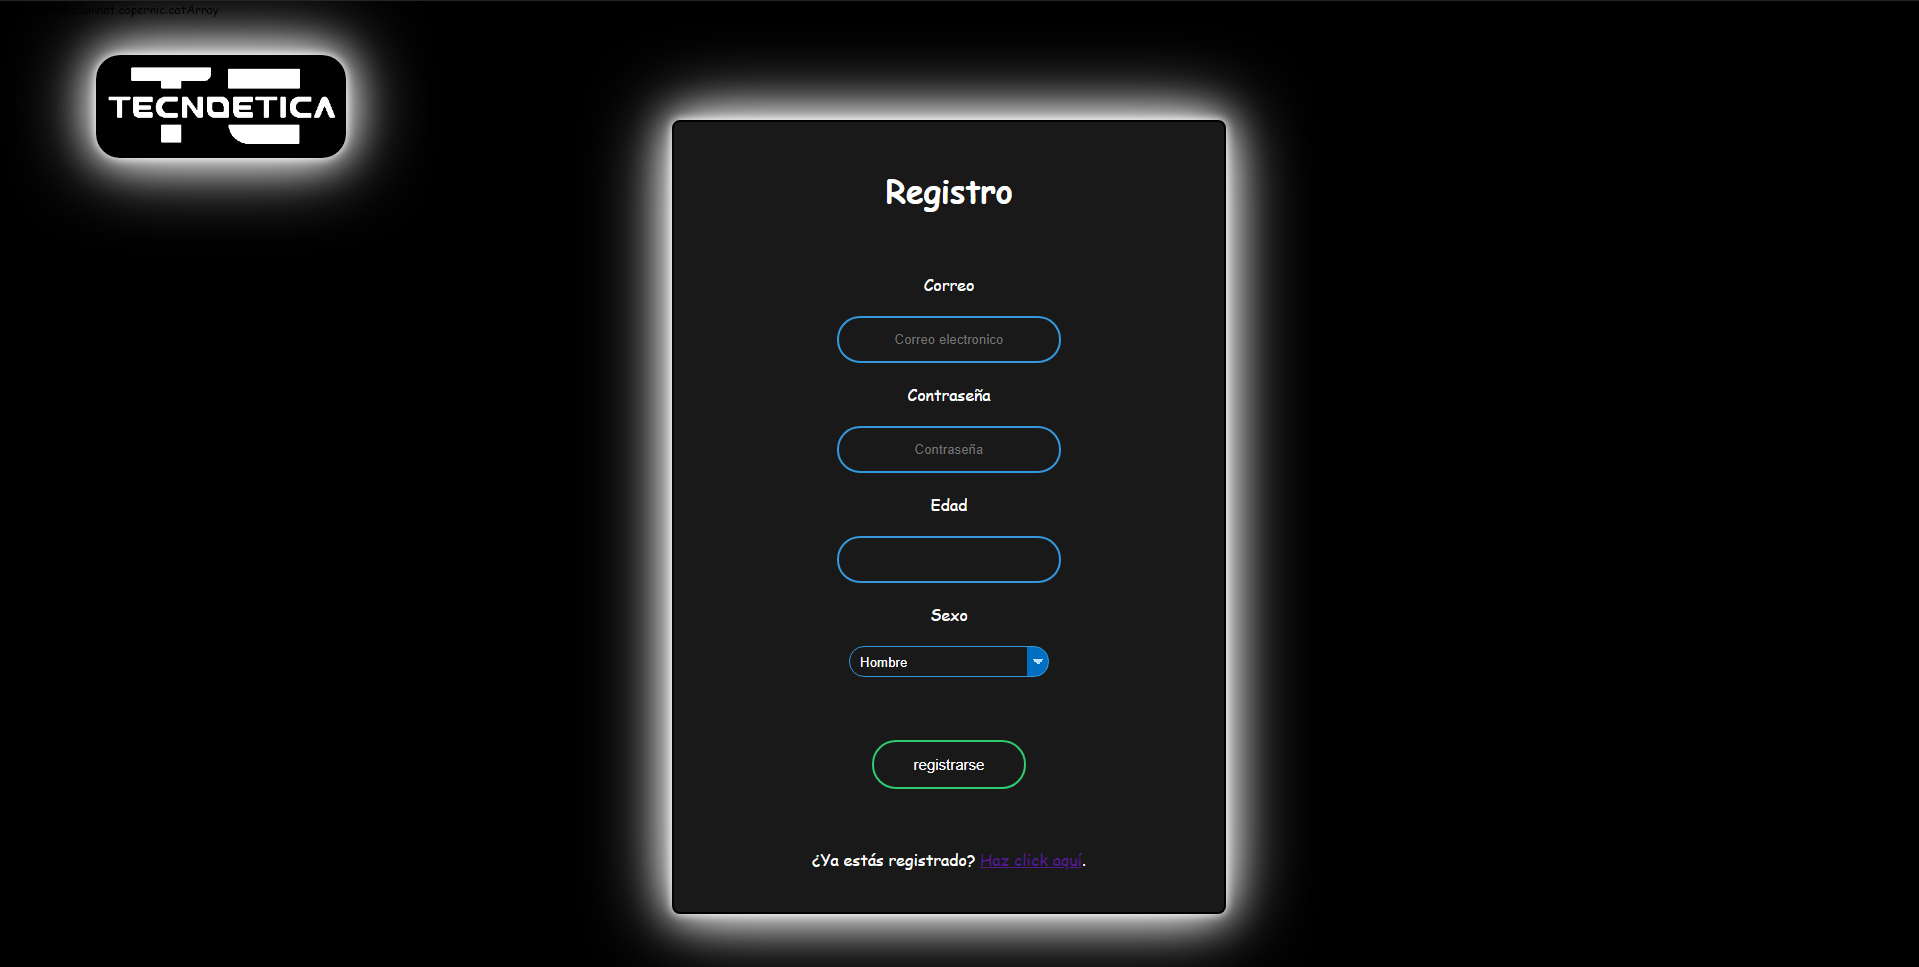 TECNOETICA
Registro
Correo
Correo electronico
Contraseña
Contraseña
Edad
Sexo
Hombre
registrarse
¿Ya estás registrado? Haz click aquí.